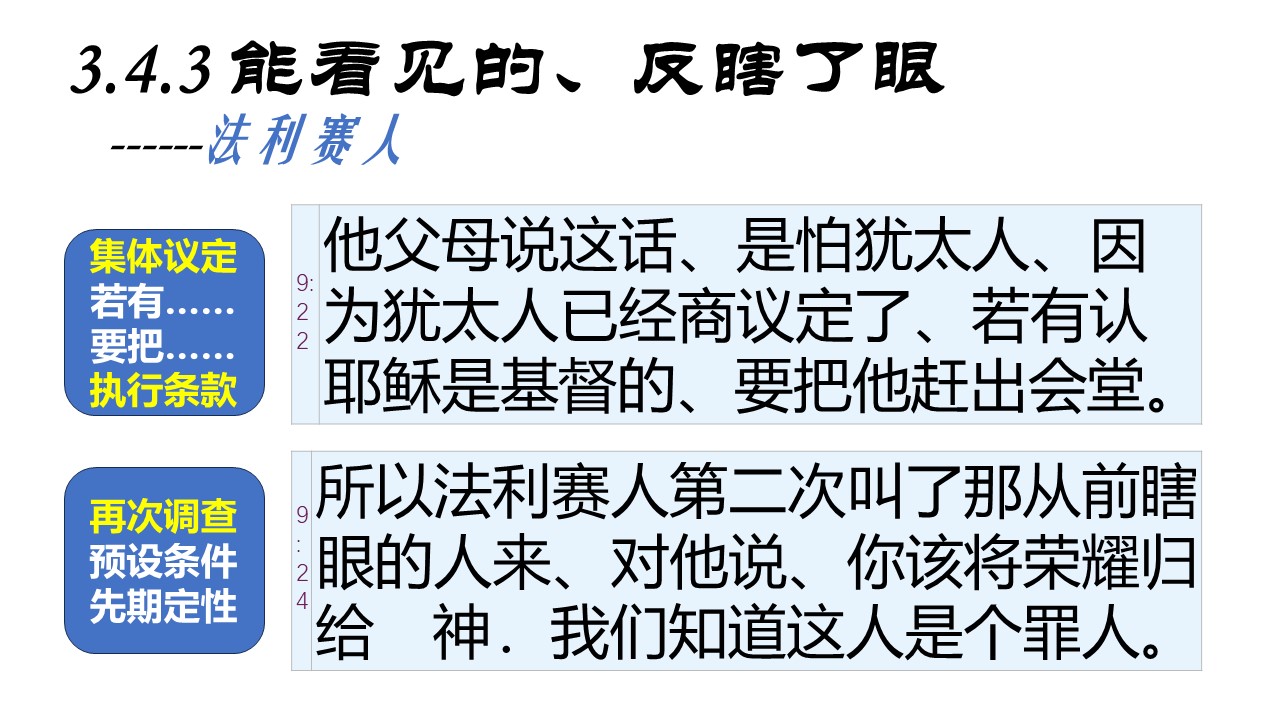 3.4.3 能看见的、反瞎了眼
------法利赛人
集体议定
若有……
要把……
执行条款
9:
2
2
他父母说这话、是怕犹太人、因
为犹太人已经商议定了、若有认
耶稣是基督的、要把他赶出会堂。
再次调查
预设条件
先期定性
9
:
2
4
所以法利赛人第二次叫了那从前瞎
眼的人来、对他说、你该将荣耀归
给　神．我们知道这人是个罪人。